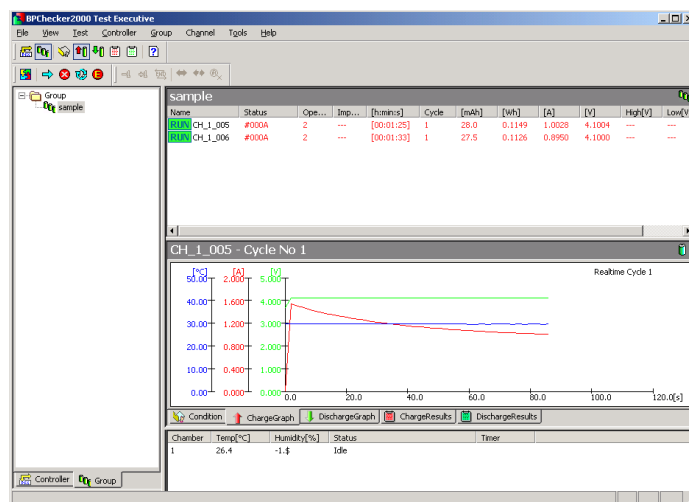 BPChecker2000 Test Executive
File View Test Controller Group Channel Tools Help
Group
sample
sample
Name Status Ope... Imp... [h:min:s] Cycle [mAh] [Wh] [A] [V] High[V] Low[V
RUN CH_1_005 #000A 2 --- [00:01:25] 1 28.0 0.1149 1.0028 4.1004 --- ---
RUN CH_1_006 #000A 2 --- [00:01:33] 1 27.5 0.1126 0.8950 4.1000 --- ---
CH_1_005 - Cycle No 1
[°C] [A] [V] Realtime Cycle 1
50.00 2.000 5.000
40.00 1.600 4.000
30.00 1.200 3.000
20.00 0.800 2.000
10.00 0.400 1.000
0.00 0.000 0.000
0.0 20.0 40.0 60.0 80.0 100.0 120.0[s]
Condition ChargeGraph DischargeGraph ChargeResults DischargeResults
Chamber Temp[°C] Humidity[%] Status Timer
1 26.4 -1.$ Idle
Controller Group